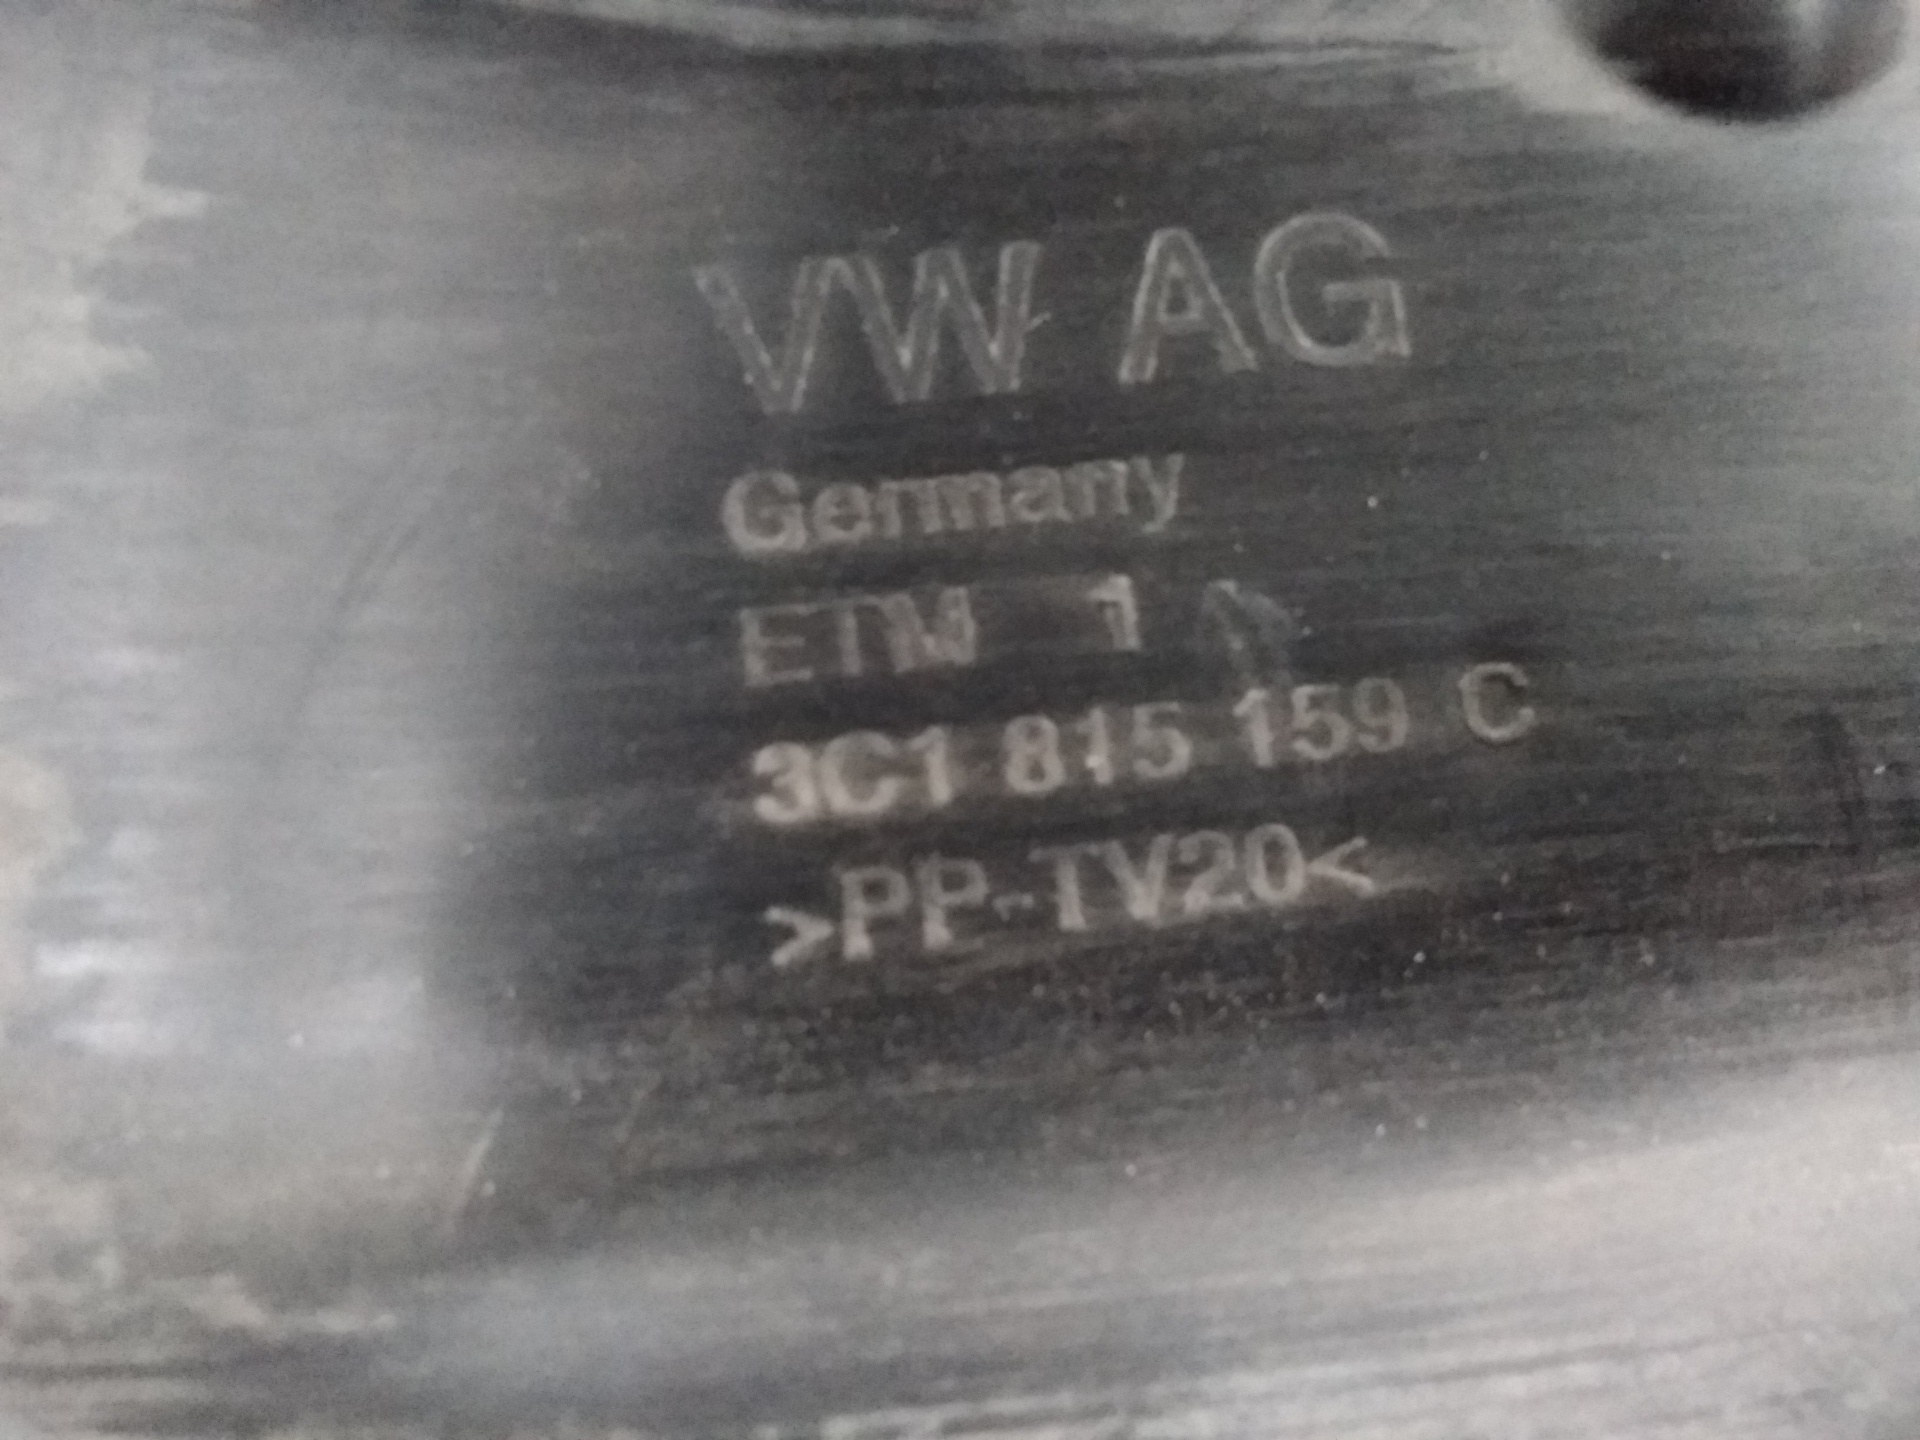 VW AG
Germany
ETM 1
3C1 815 159 C
>PP-TV20<